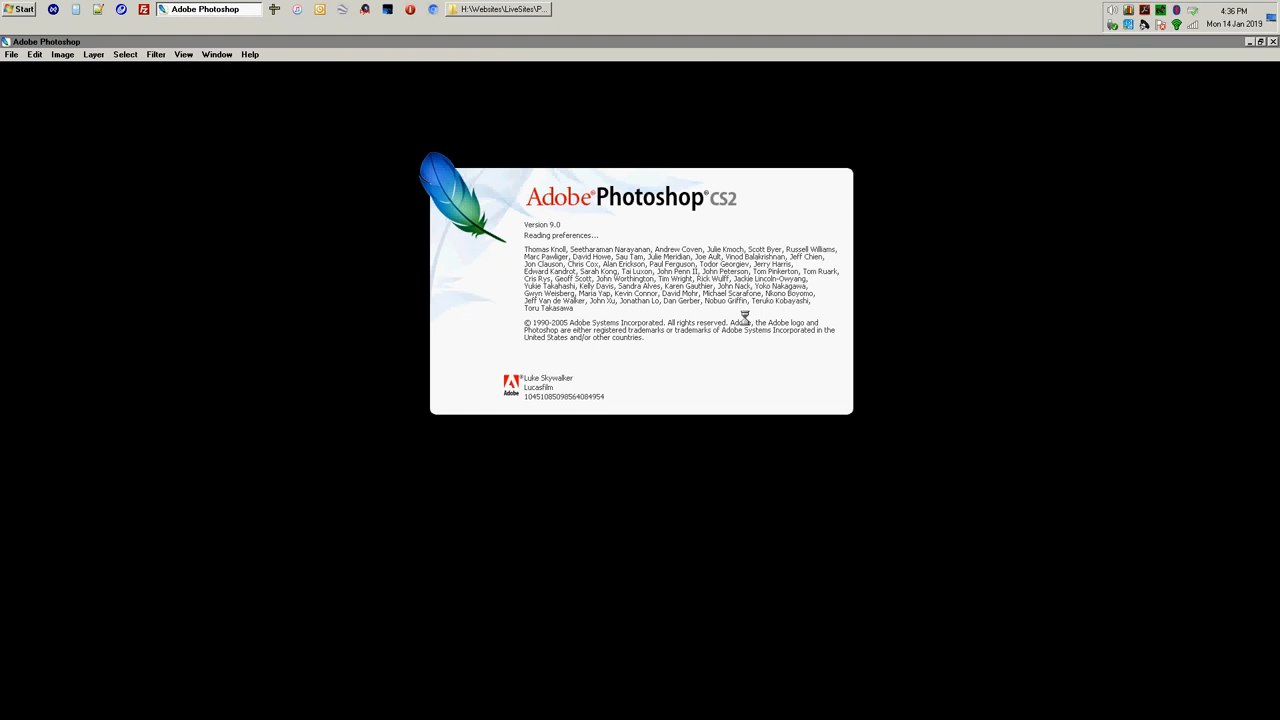 Start
Adobe Photoshop
H:\Websites\LiveSites\P...
4:36 PM
Mon 14 Jan 2019
Adobe Photoshop
File Edit Image Layer Select Filter View Window Help
Adobe® Photoshop® CS2
Version 9.0
Reading preferences...
Thomas Knoll, Seetharaman Narayanan, Andrew Coven, Julie Kmoch, Scott Byer, Russell Williams,
Marc Pawliger, David Howe, Sau Tam, Julie Meridian, Joe Ault, Vinod Balakrishnan, Jeff Chien,
Jon Clauson, Chris Cox, Alan Erickson, Paul Ferguson, Todor Georgiev, Jerry Harris,
Edward Kandrot, Sarah Kong, Tai Luxon, John Penn II, John Peterson, Tom Pinkerton, Tom Ruark,
Cris Rys, Geoff Scott, John Worthington, Tim Wright, Rick Wulff, Jackie Lincoln-Owyang,
Yukie Takahashi, Kelly Davis, Sandra Alves, Karen Gauthier, John Nack, Yoko Nakagawa,
Gwyn Weisberg, Maria Yap, Kevin Connor, David Mohr, Michael Scarafone, Nkono Boyomo,
Jeff Van de Walker, John Xu, Jonathan Lo, Dan Gerber, Nobuo Griffin, Teruko Kobayashi,
Toru Takasawa
© 1990-2005 Adobe Systems Incorporated. All rights reserved. Adobe, the Adobe logo and
Photoshop are either registered trademarks or trademarks of Adobe Systems Incorporated in the
United States and/or other countries.
Luke Skywalker
Lucasfilm
10451085098564084954
Adobe